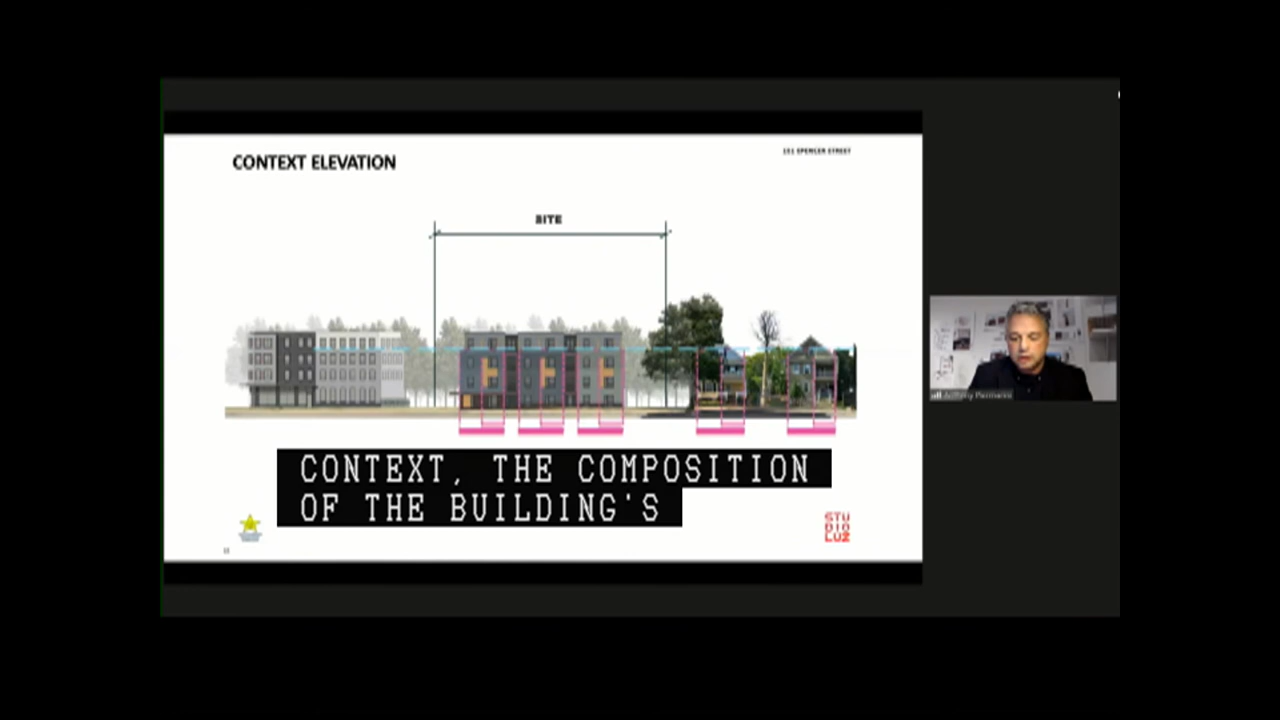 CONTEXT ELEVATION
151 SPENCER STREET
SITE
CONTEXT, THE COMPOSITION
OF THE BUILDING'S
STU
DIO
LUZ